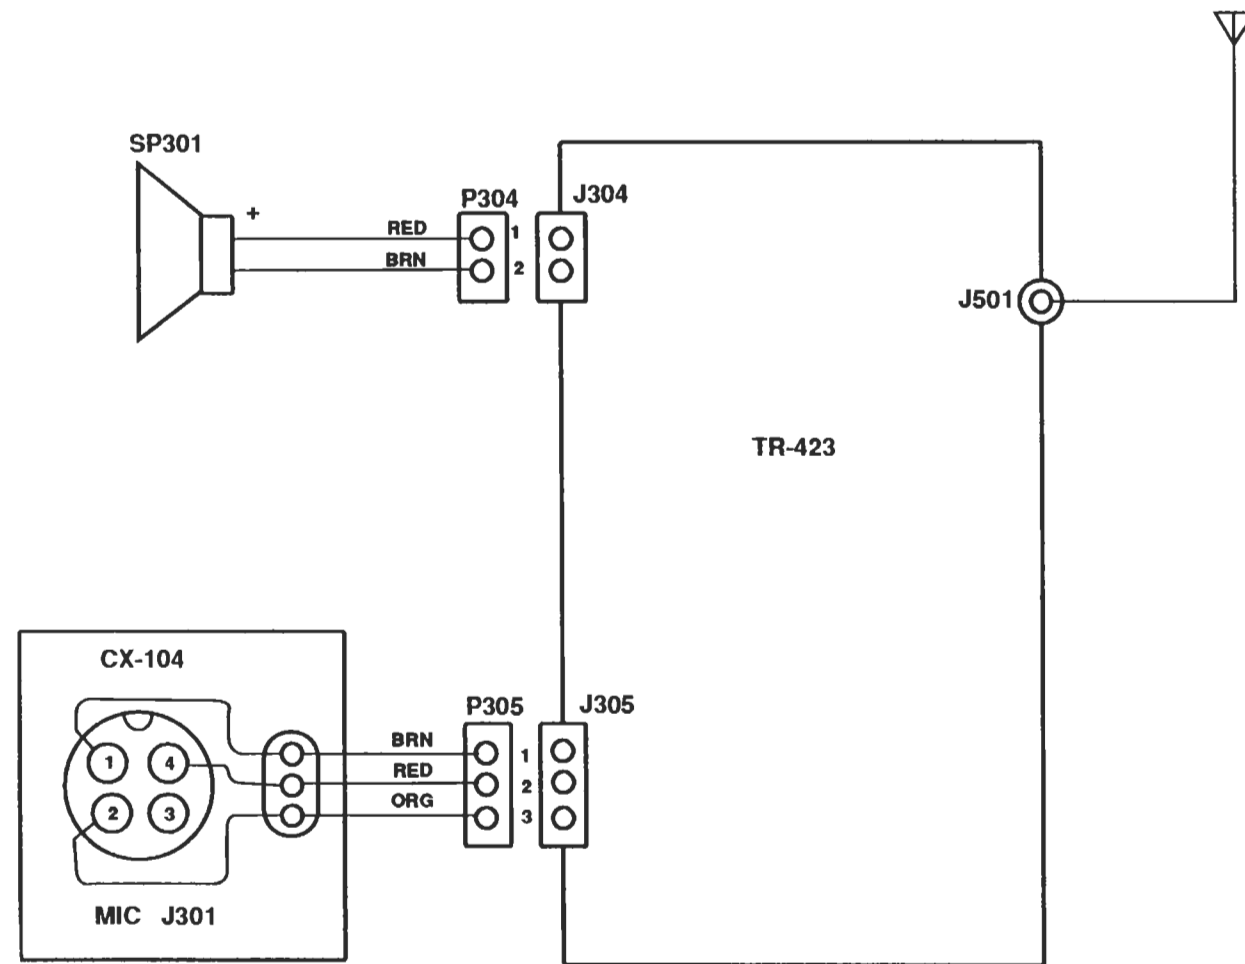 SP301
+
P304
J304
RED
1
BRN
2
J501
TR-423
CX-104
P305
J305
BRN
1
RED
2
ORG
3
1
4
2
3
MIC J301